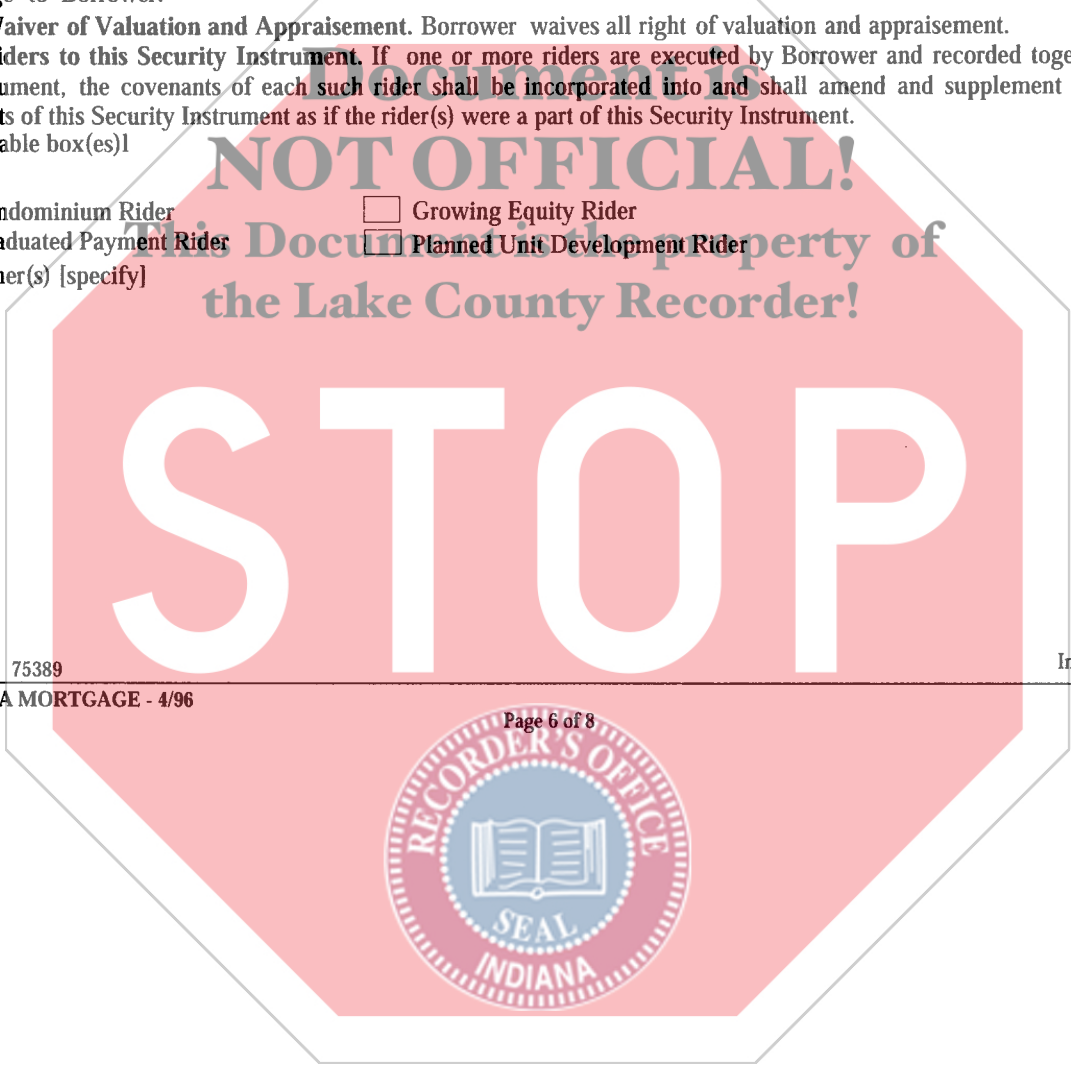 to Borrower.
aiver of Valuation and Appraisement. Borrower waives all right of valuation and appraisement.
iders to this Security Instrument. If one or more riders are executed by Borrower and recorded toge
ument, the covenants of each such rider shall be incorporated into and shall amend and supplement
ts of this Security Instrument as if the rider(s) were a part of this Security Instrument.
able box(es)l
ndominium Rider Growing Equity Rider
aduated Payment Rider Planned Unit Development Rider
her(s) [specify]
Document is
NOT OFFICIAL!
This Document is the property of
the Lake County Recorder!
STOP
75389
A MORTGAGE - 4/96
Page 6 of 8
RECORDER'S OFFICE
SEAL
INDIANA